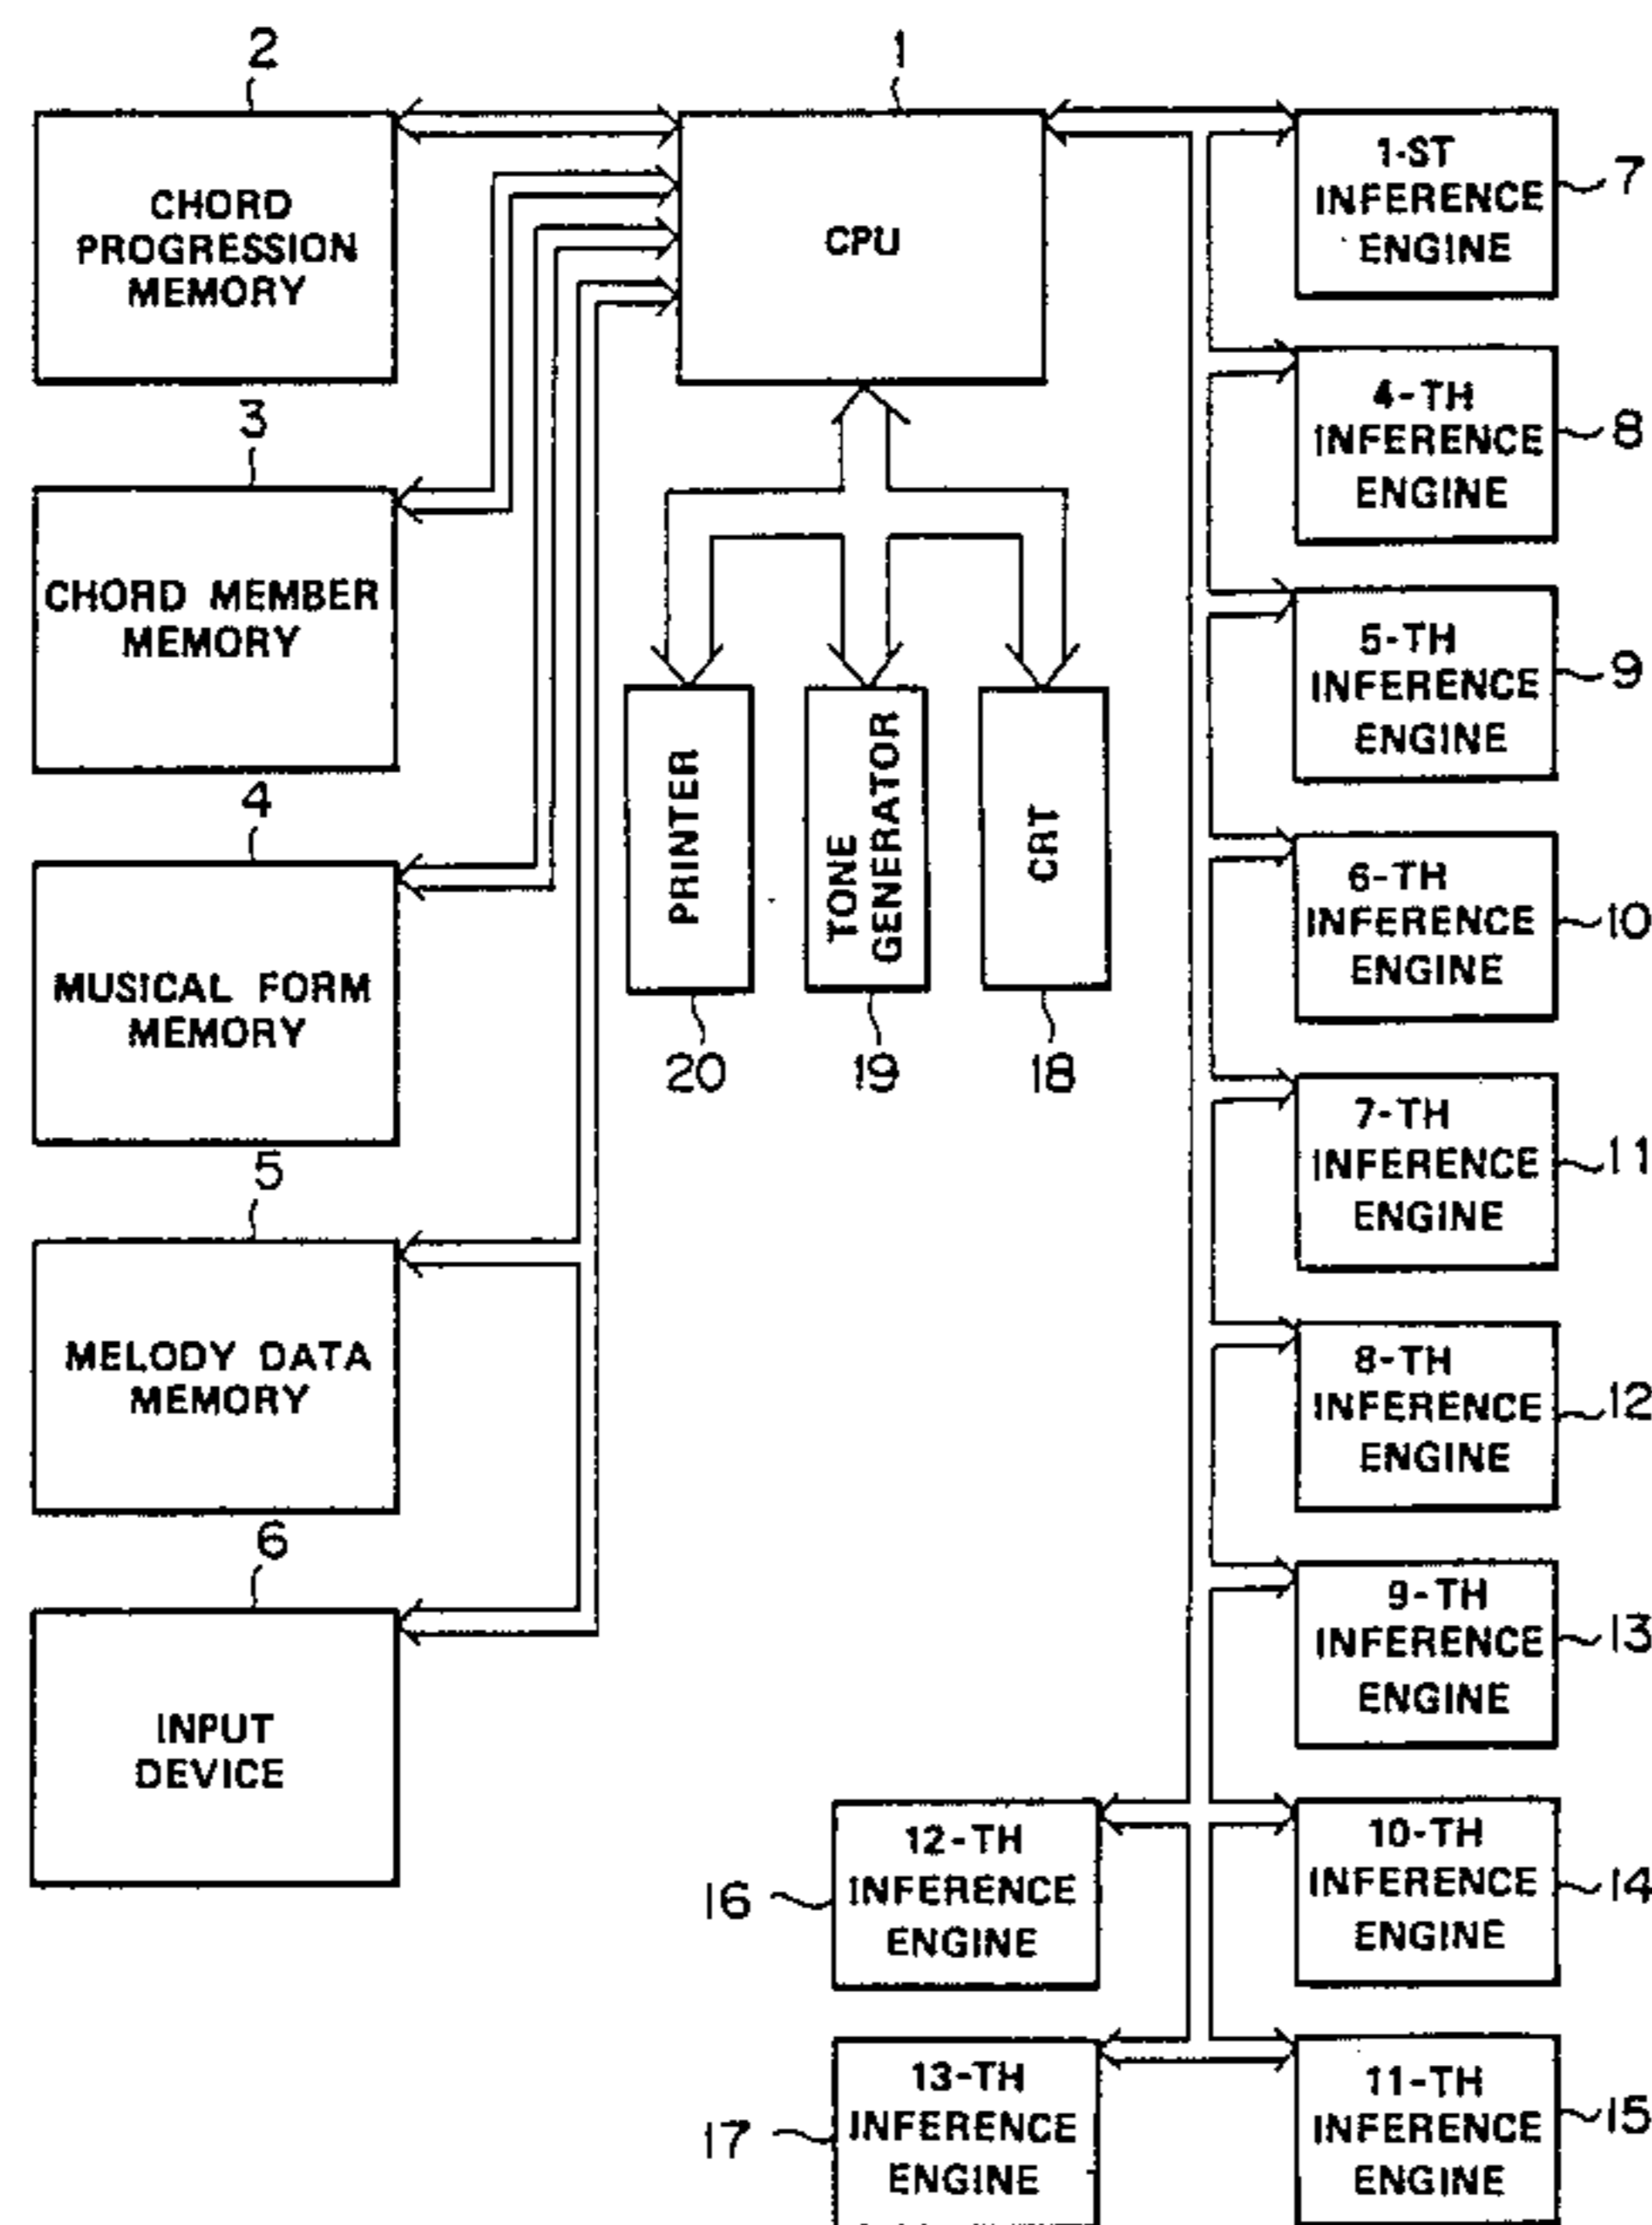 2
CHORD
PROGRESSION
MEMORY
3
CHORD MEMBER
MEMORY
4
MUSICAL FORM
MEMORY
5
MELODY DATA
MEMORY
6
INPUT
DEVICE
1
CPU
PRINTER
20
TONE
GENERATOR
19
CRT
18
1-ST
INFERENCE
ENGINE
7
4-TH
INFERENCE
ENGINE
8
5-TH
INFERENCE
ENGINE
9
6-TH
INFERENCE
ENGINE
10
7-TH
INFERENCE
ENGINE
11
8-TH
INFERENCE
ENGINE
12
9-TH
INFERENCE
ENGINE
13
12-TH
INFERENCE
ENGINE
16
10-TH
INFERENCE
ENGINE
14
13-TH
INFERENCE
ENGINE
17
11-TH
INFERENCE
ENGINE
15